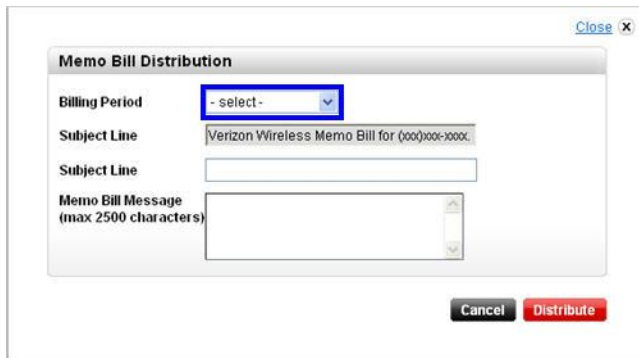 Close X
Memo Bill Distribution
Billing Period - select -
Subject Line Verizon Wireless Memo Bill for (xxx)xxx-xxxx.
Subject Line
Memo Bill Message
(max 2500 characters)
Cancel Distribute